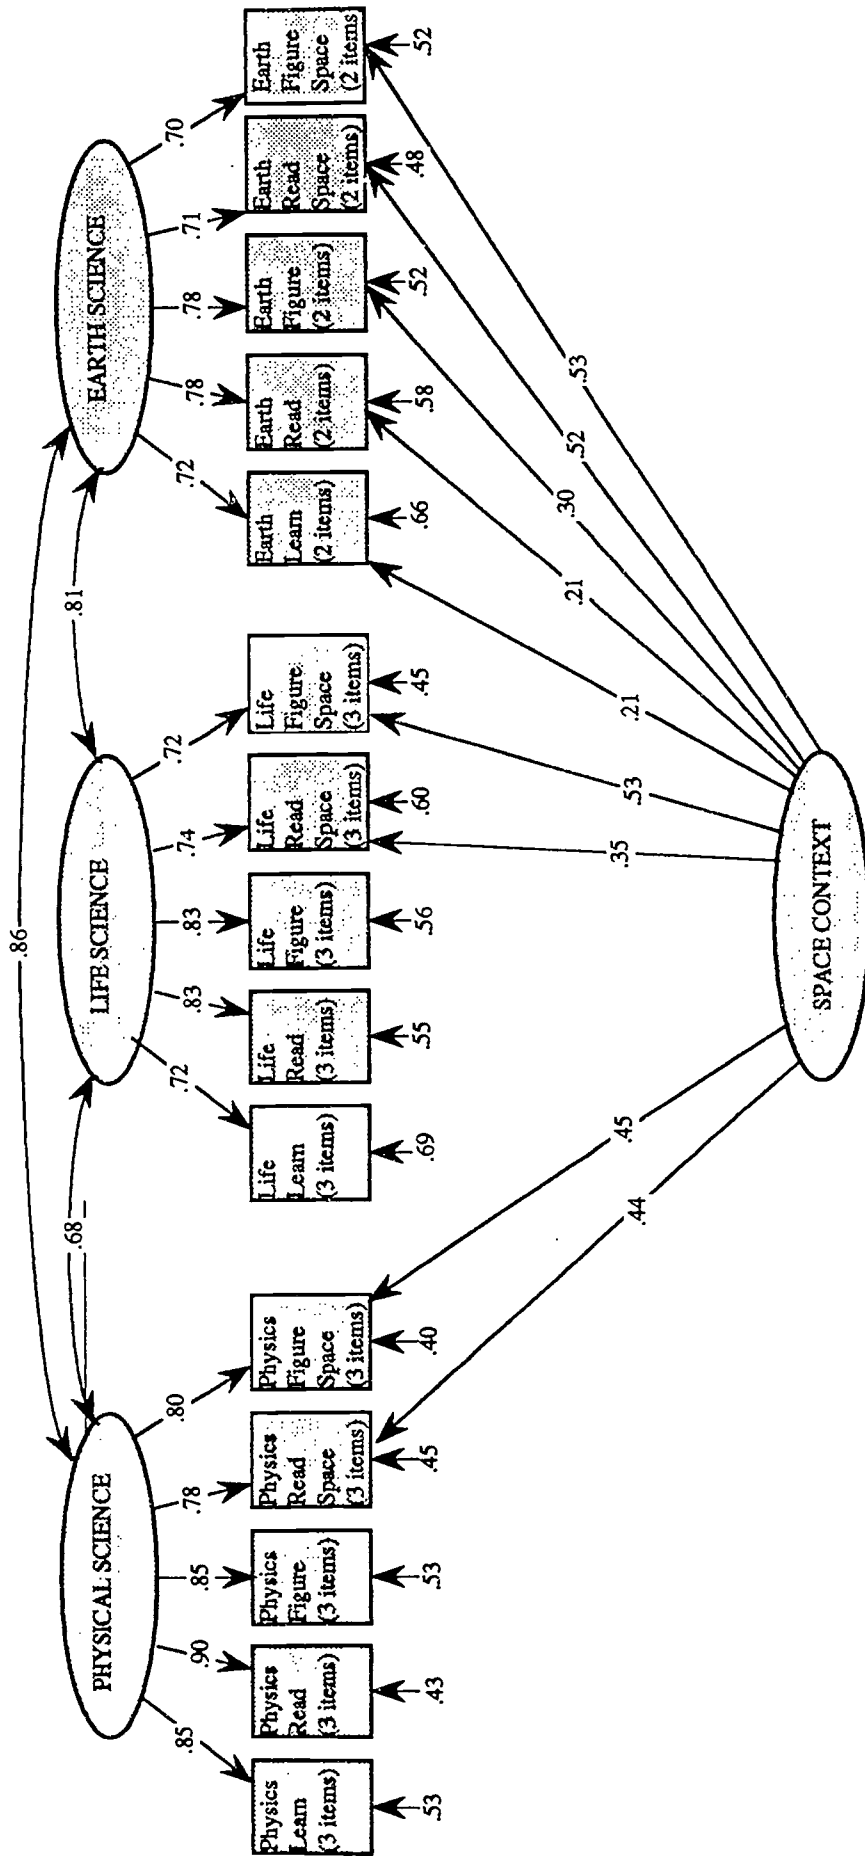 .86
.68
.81
PHYSICAL SCIENCE
LIFE SCIENCE
EARTH SCIENCE
.85
.90
.85
.78
.80
.72
.83
.83
.74
.72
.72
.78
.78
.71
.70
Physics
Learn
(3 items)
Physics
Read
(3 items)
Physics
Figure
(3 items)
Physics
Read
Space
(3 items)
Physics
Figure
Space
(3 items)
Life
Learn
(3 items)
Life
Read
(3 items)
Life
Figure
(3 items)
Life
Read
Space
(3 items)
Life
Figure
Space
(3 items)
Earth
Learn
(2 items)
Earth
Read
(2 items)
Earth
Figure
(2 items)
Earth
Read
Space
(2 items)
Earth
Figure
Space
(2 items)
.53
.43
.53
.45
.40
.69
.55
.56
.60
.45
.66
.58
.52
.48
.52
.44
.45
.35
.53
.21
.21
.30
.52
.53
SPACE CONTEXT